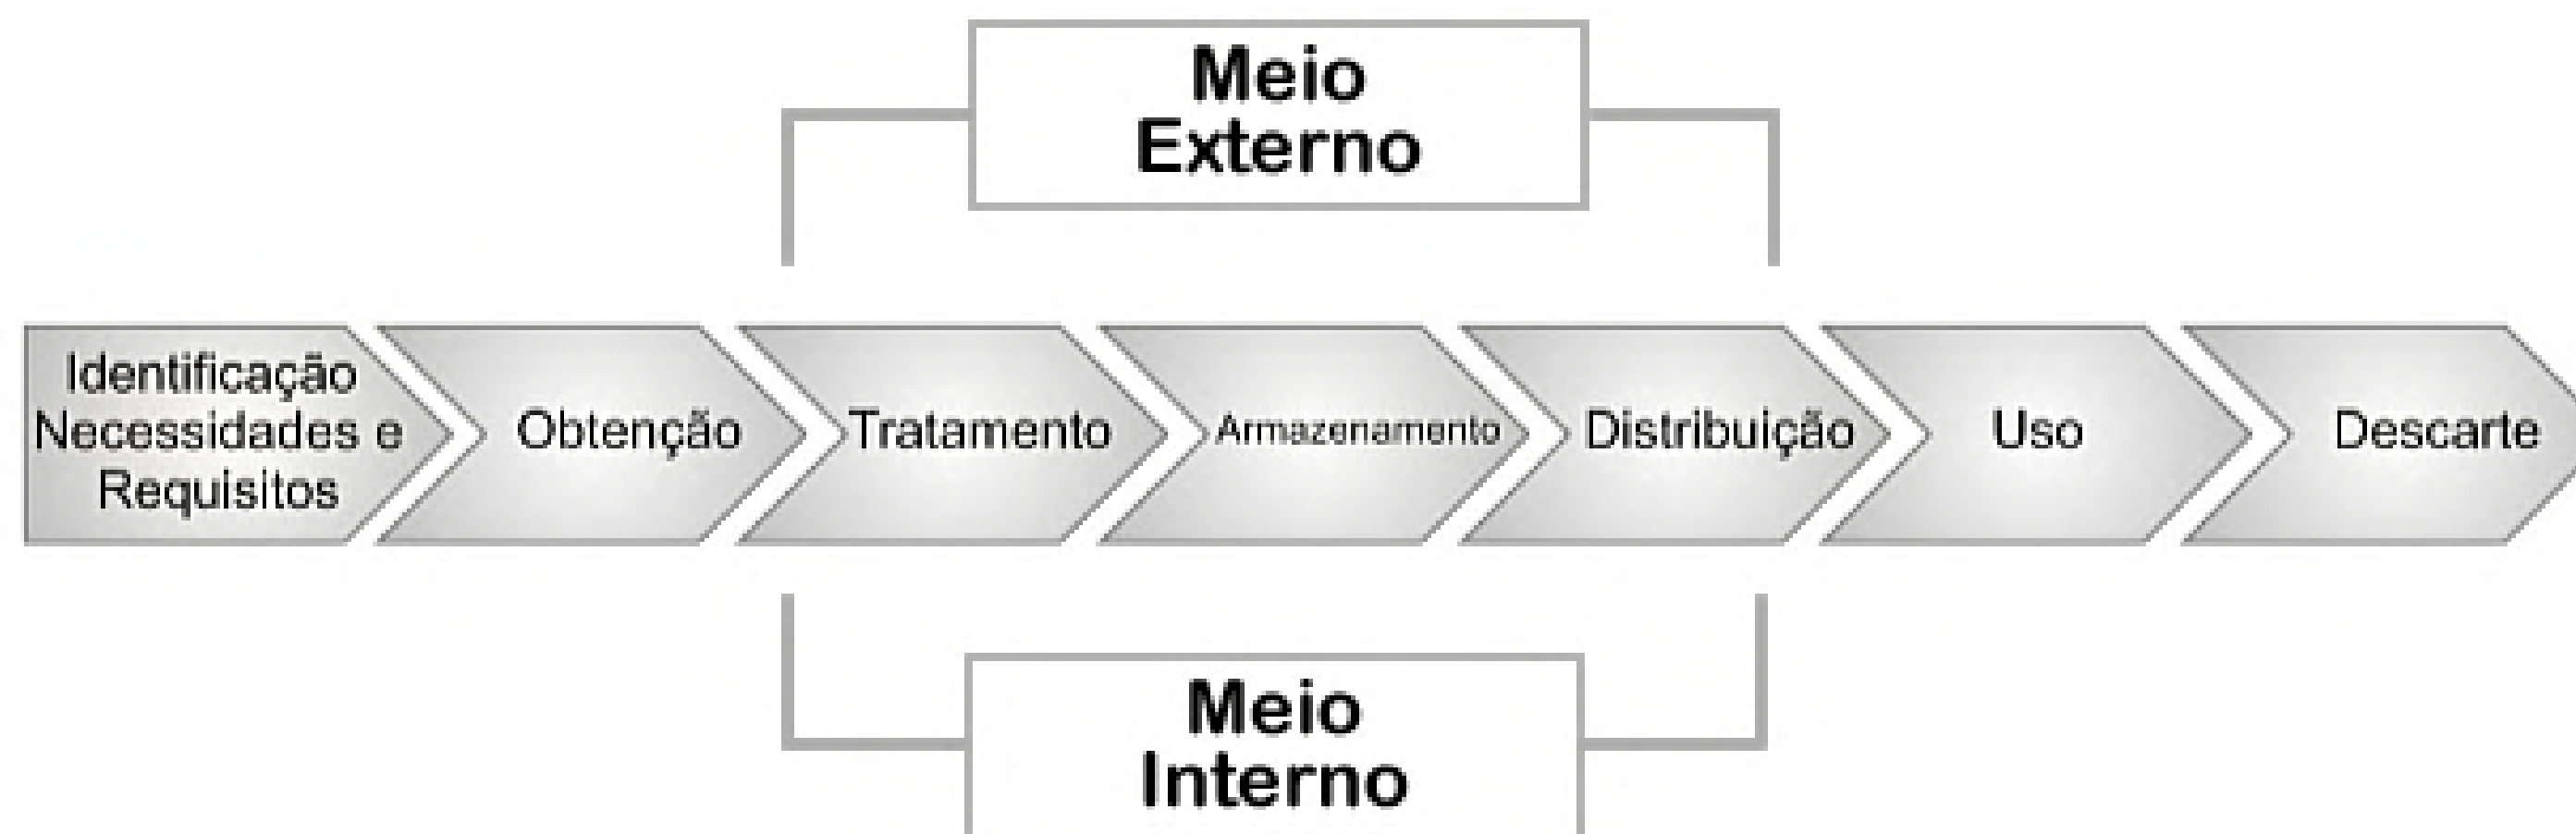 Meio
Externo
Identificação
Necessidades e
Requisitos
Obtenção
Tratamento
Armazenamento
Distribuição
Uso
Descarte
Meio
Interno